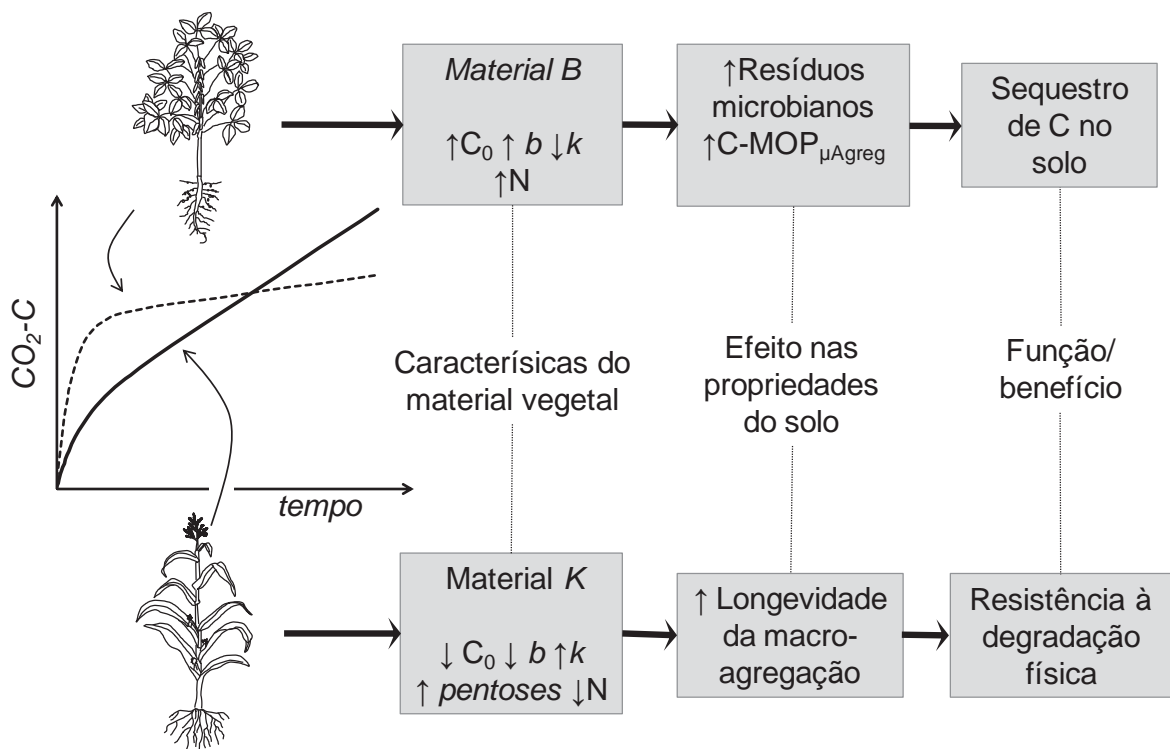 Material B
↑C₀ ↑ b ↓k
↑N
↑Resíduos
microbianos
↑C-MOPµAgreg
Sequestro
de C no
solo
CO₂-C
tempo
Caracterísicas do
material vegetal
Efeito nas
propriedades
do solo
Função/
benefício
Material K
↓ C₀ ↓ b ↑k
↑ pentoses ↓N
↑ Longevidade
da macro-
agregação
Resistência à
degradação
física